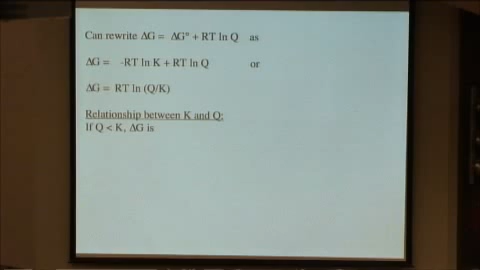 Can rewrite ΔG = ΔG° + RT ln Q as
ΔG = -RT ln K + RT ln Q or
ΔG = RT ln (Q/K)
Relationship between K and Q:
If Q < K, ΔG is